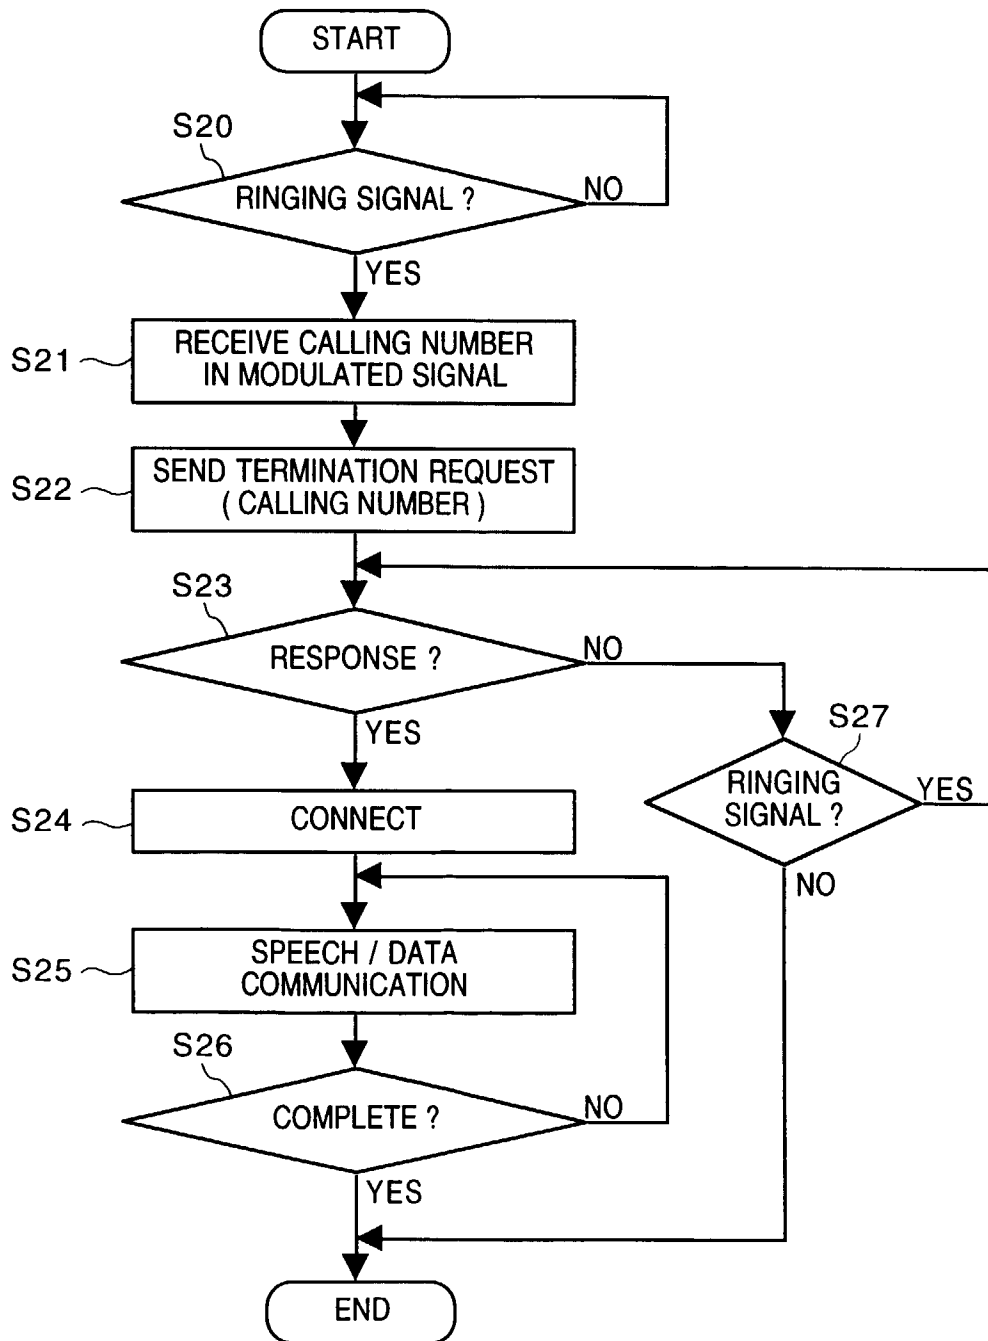 START
S20
RINGING SIGNAL ?
NO
YES
S21
RECEIVE CALLING NUMBER
IN MODULATED SIGNAL
S22
SEND TERMINATION REQUEST
( CALLING NUMBER )
S23
RESPONSE ?
NO
YES
S27
RINGING
SIGNAL ?
YES
NO
S24
CONNECT
S25
SPEECH / DATA
COMMUNICATION
S26
COMPLETE ?
NO
YES
END